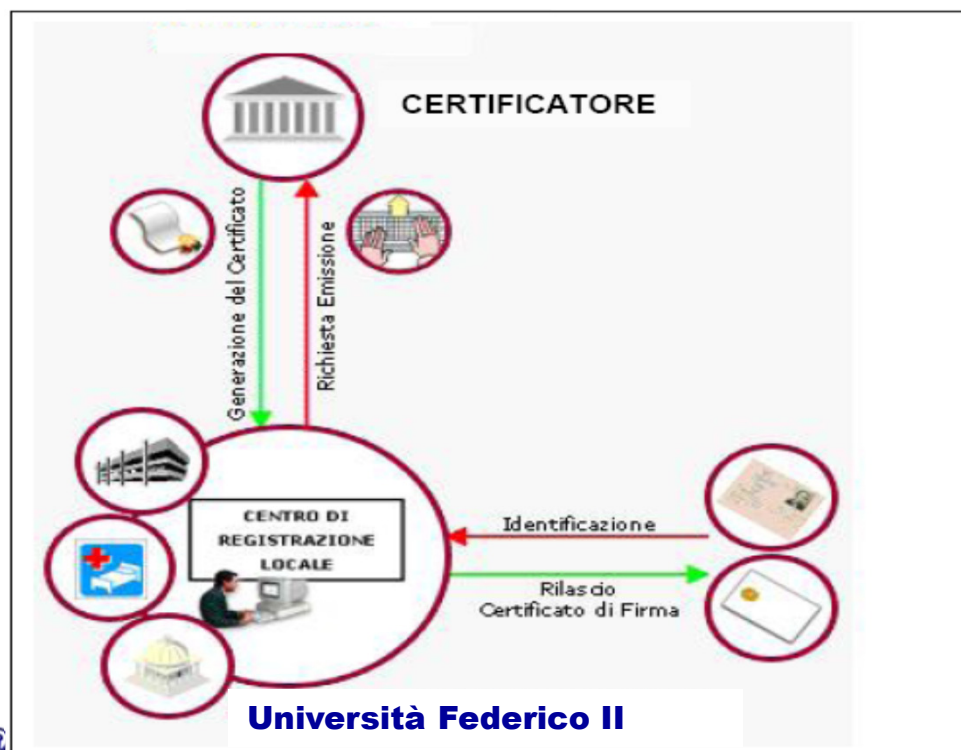 CERTIFICATORE
Generazione del Certificato
Richiesta Emissione
CENTRO DI
REGISTRAZIONE
LOCALE
Identificazione
Rilascio
Certificato di Firma
Università Federico II